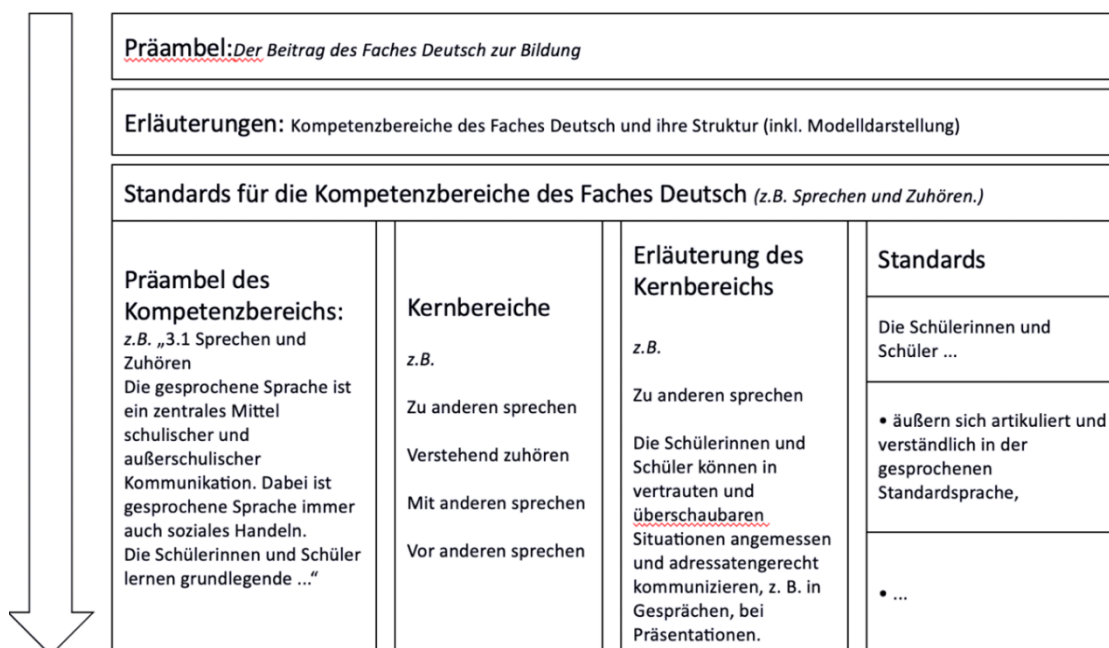 Präambel:Der Beitrag des Faches Deutsch zur Bildung
Erläuterungen: Kompetenzbereiche des Faches Deutsch und ihre Struktur (inkl. Modelldarstellung)
Standards für die Kompetenzbereiche des Faches Deutsch (z.B. Sprechen und Zuhören.)
Präambel des
Kompetenzbereichs:
z.B. „3.1 Sprechen und
Zuhören
Die gesprochene Sprache ist
ein zentrales Mittel
schulischer und
außerschulischer
Kommunikation. Dabei ist
gesprochene Sprache immer
auch soziales Handeln.
Die Schülerinnen und Schüler
lernen grundlegende ...“
Kernbereiche
z.B.
Zu anderen sprechen
Verstehend zuhören
Mit anderen sprechen
Vor anderen sprechen
Erläuterung des
Kernbereichs
z.B.
Zu anderen sprechen
Die Schülerinnen und
Schüler können in
vertrauten und
überschaubaren
Situationen angemessen
und adressatengerecht
kommunizieren, z. B. in
Gesprächen, bei
Präsentationen.
Standards
Die Schülerinnen und
Schüler ...
• äußern sich artikuliert und
verständlich in der
gesprochenen
Standardsprache,
• ...